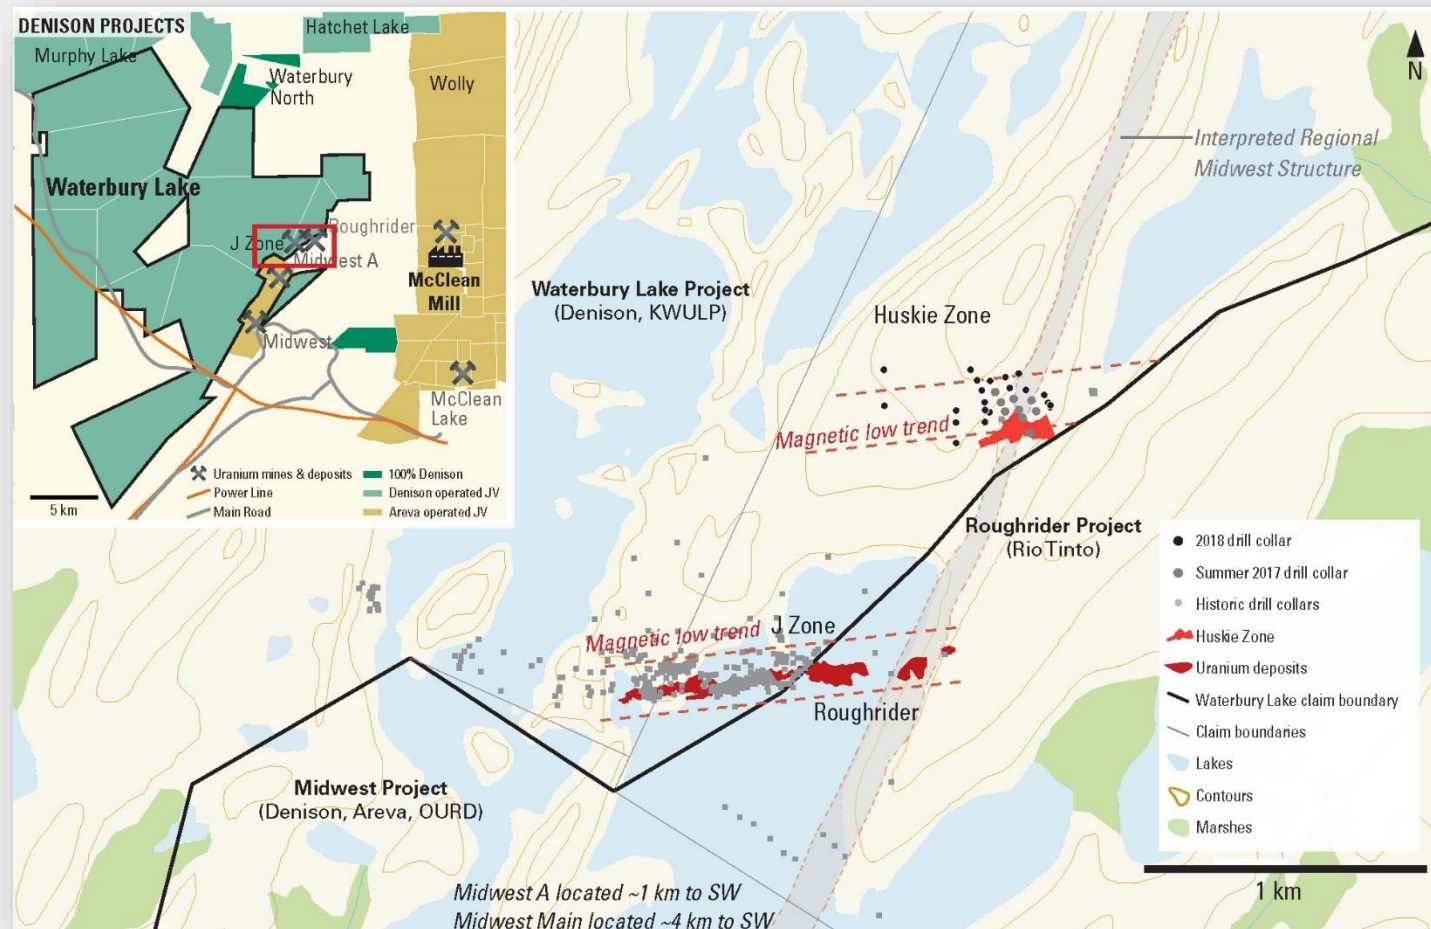 DENISON PROJECTS
Murphy Lake
Hatchet Lake
Waterbury
North
Wolly
Waterbury Lake
Roughrider
J Zone
Midwest A
McClean
Mill
Midwest
McClean
Lake
Uranium mines & deposits
100% Denison
Power Line
Denison operated JV
5 km
Main Road
Areva operated JV
N
Interpreted Regional
Midwest Structure
Waterbury Lake Project
(Denison, KWULP)
Huskie Zone
Magnetic low trend
Roughrider Project
(Rio Tinto)
Magnetic low trend
J Zone
Roughrider
Midwest Project
(Denison, Areva, OURD)
Midwest A located ~1 km to SW
Midwest Main located ~4 km to SW
2018 drill collar
Summer 2017 drill collar
Historic drill collars
Huskie Zone
Uranium deposits
Waterbury Lake claim boundary
Claim boundaries
Lakes
Contours
Marshes
1 km